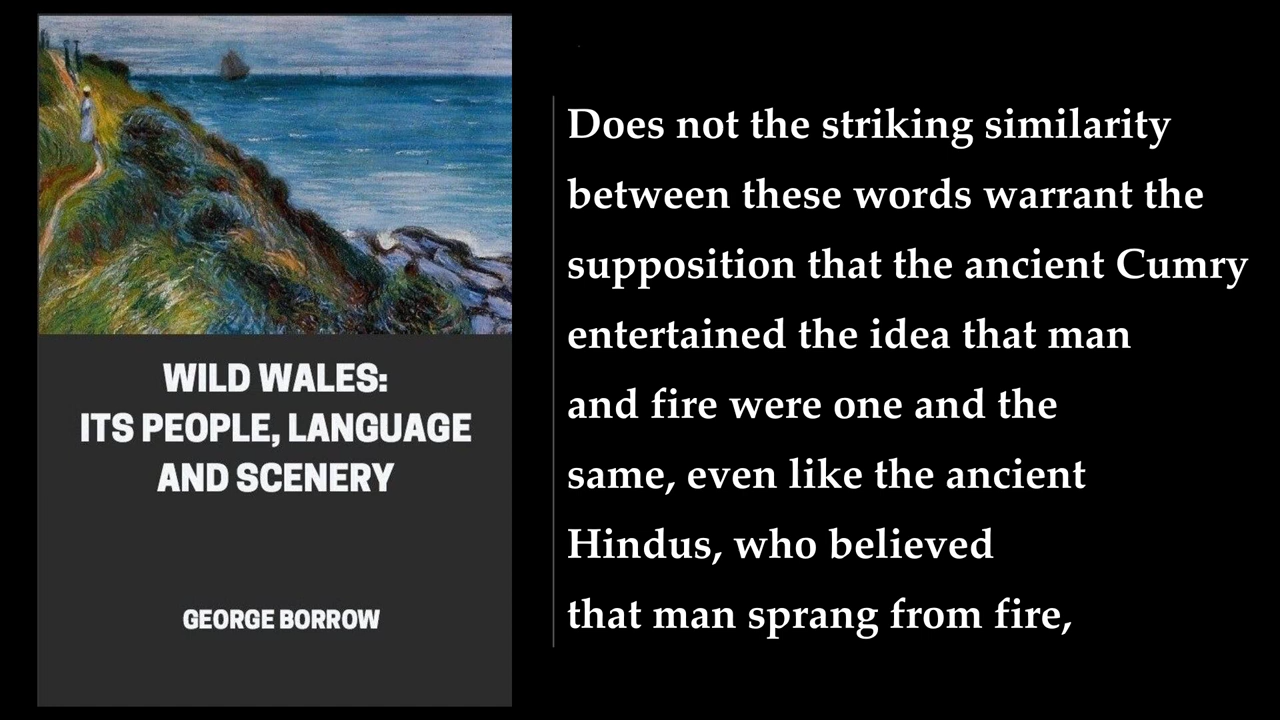 WILD WALES:
ITS PEOPLE, LANGUAGE
AND SCENERY
GEORGE BORROW
Does not the striking similarity
between these words warrant the
supposition that the ancient Cumry
entertained the idea that man
and fire were one and the
same, even like the ancient
Hindus, who believed
that man sprang from fire,